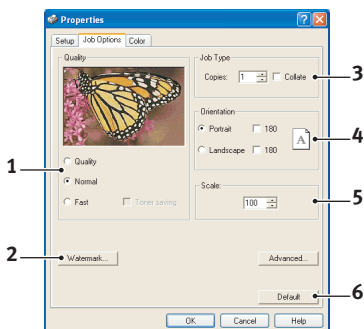 Properties
Setup Job Options Color
Quality
Job Type
Copies: 1 Collate
3
Orientation
Portrait 180
Landscape 180
A
4
1
Quality
Normal
Fast Toner saving
Scale:
100
5
2
Watermark...
Advanced...
Default
6
OK Cancel Help